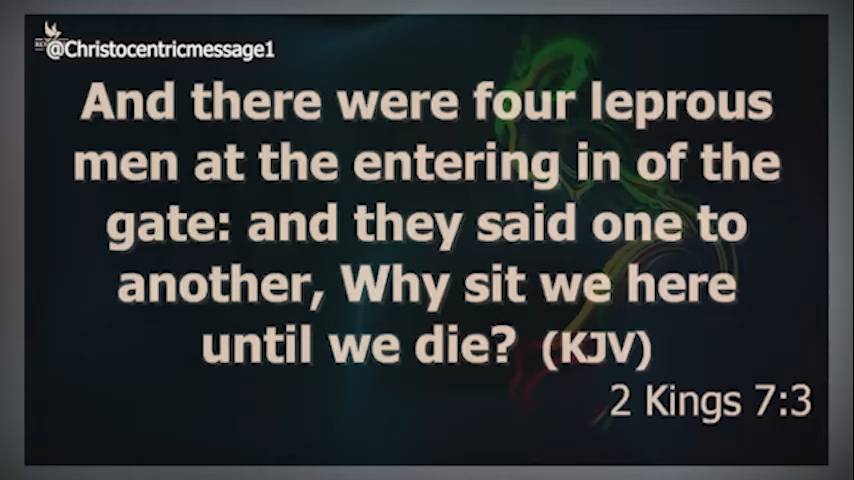 @Christocentricmessage1
And there were four leprous
men at the entering in of the
gate: and they said one to
another, Why sit we here
until we die? (KJV)
2 Kings 7:3